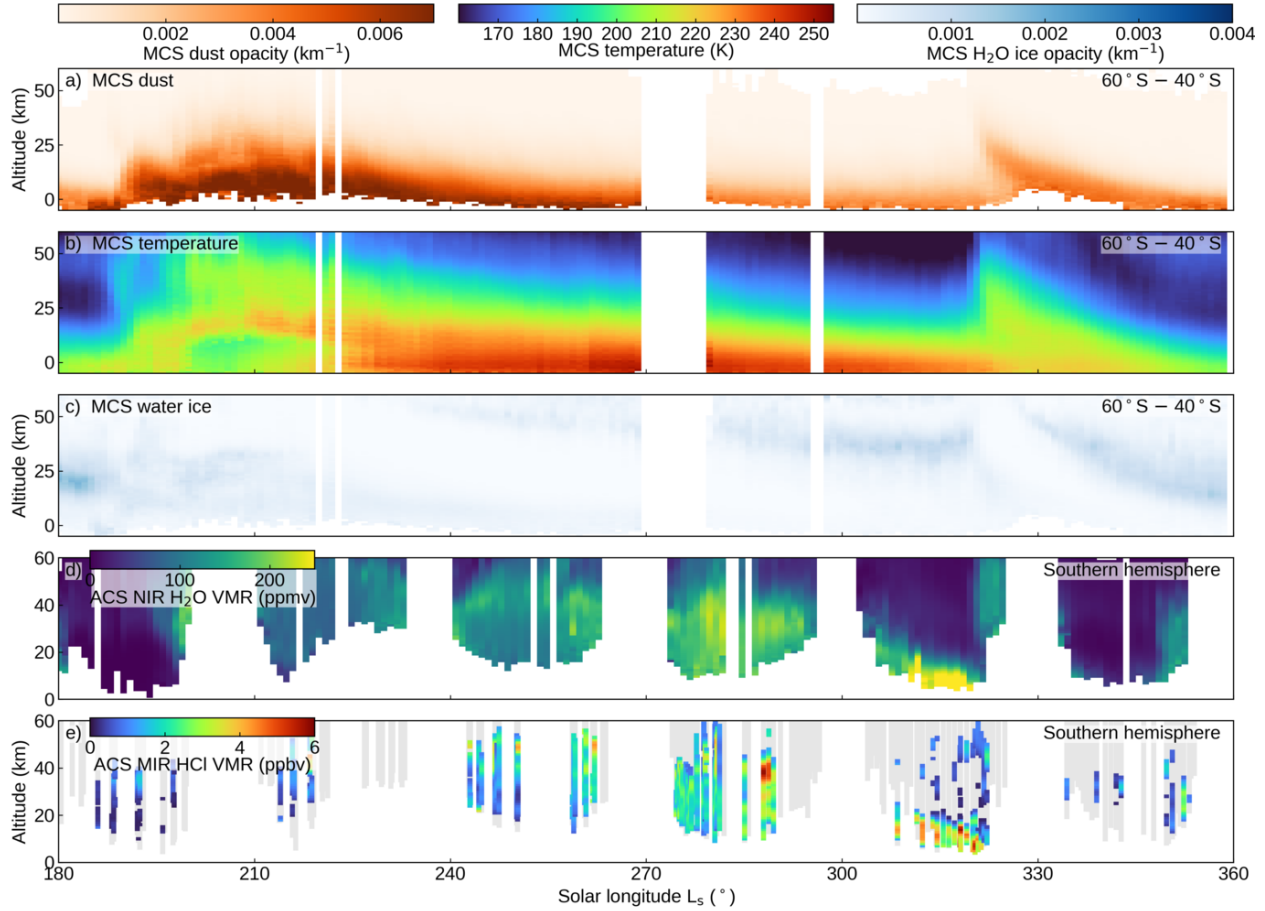 0.002 0.004 0.006
MCS dust opacity (km⁻¹)
170 180 190 200 210 220 230 240 250
MCS temperature (K)
0.001 0.002 0.003 0.004
MCS H₂O ice opacity (km⁻¹)
a) MCS dust
60°S − 40°S
50
25
0
Altitude (km)
b) MCS temperature
60°S − 40°S
50
25
0
Altitude (km)
c) MCS water ice
60°S − 40°S
50
25
0
Altitude (km)
d)
0 100 200
ACS NIR H₂O VMR (ppmv)
Southern hemisphere
60
40
20
0
Altitude (km)
e)
0 2 4 6
ACS MIR HCl VMR (ppbv)
Southern hemisphere
60
40
20
0
Altitude (km)
180 210 240 270 300 330 360
Solar longitude Lₛ (°)